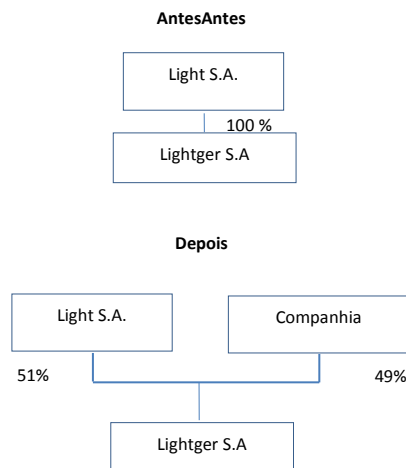 AntesAntes
Light S.A.
100 %
Lightger S.A
Depois
Light S.A.
Companhia
51%
49%
Lightger S.A